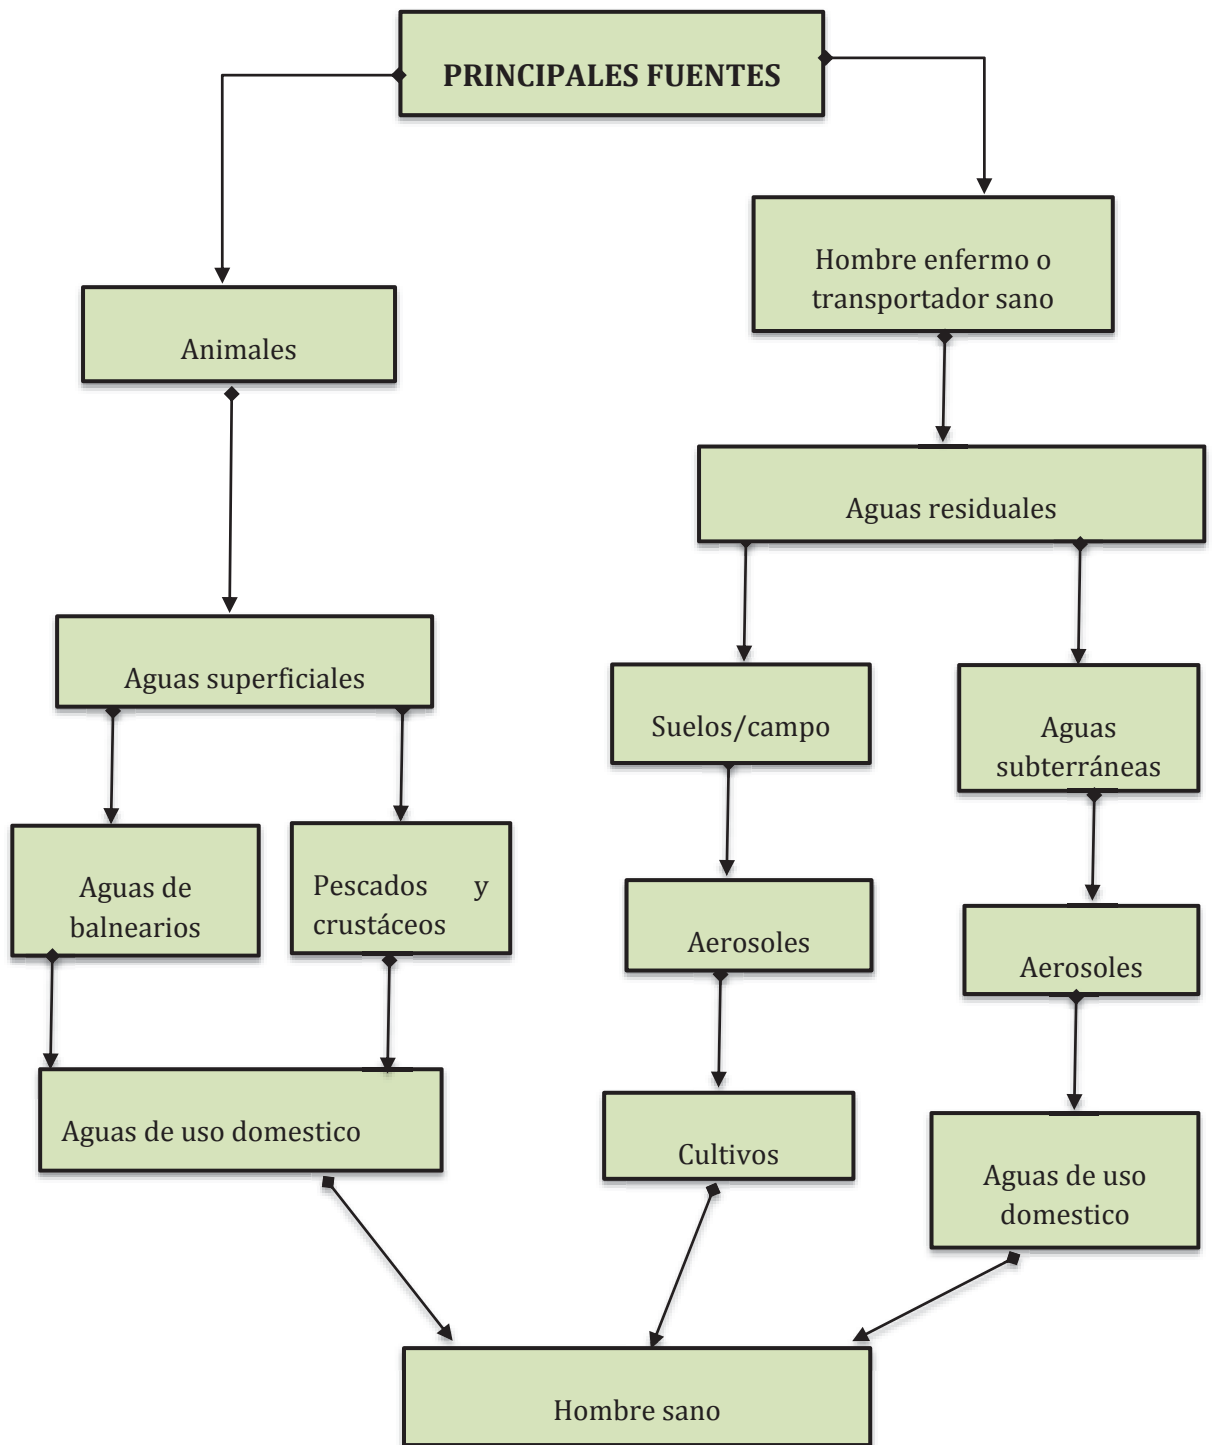 PRINCIPALES FUENTES
Hombre enfermo o
transportador sano
Animales
Aguas residuales
Aguas superficiales
Suelos/campo
Aguas
subterráneas
Aguas de
balnearios
Pescados y
crustáceos
Aerosoles
Aerosoles
Aguas de uso domestico
Cultivos
Aguas de uso
domestico
Hombre sano